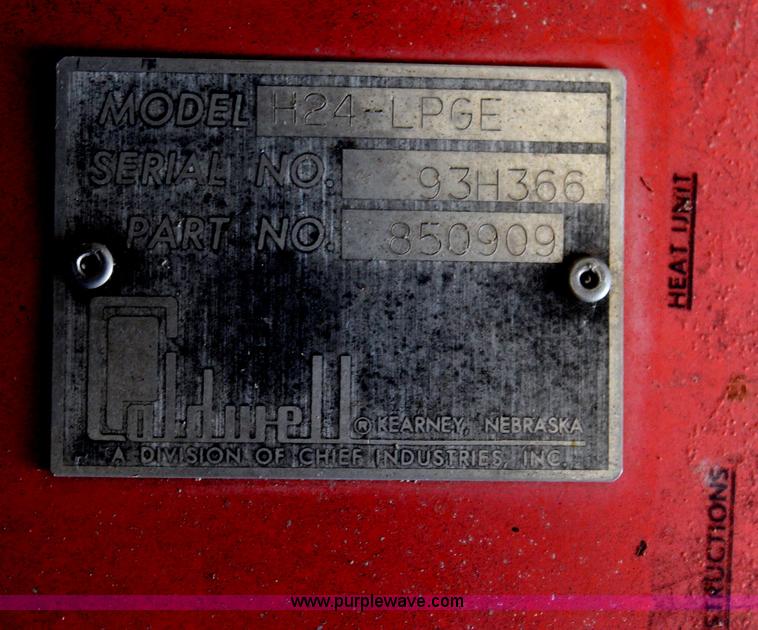 MODEL H24-LPGE
SERIAL NO. 93H366
PART NO. 850909
Caldwell ® KEARNEY, NEBRASKA
A DIVISION OF CHIEF INDUSTRIES, INC.
HEAT UNIT
STRUCTIONS
www.purplewave.com